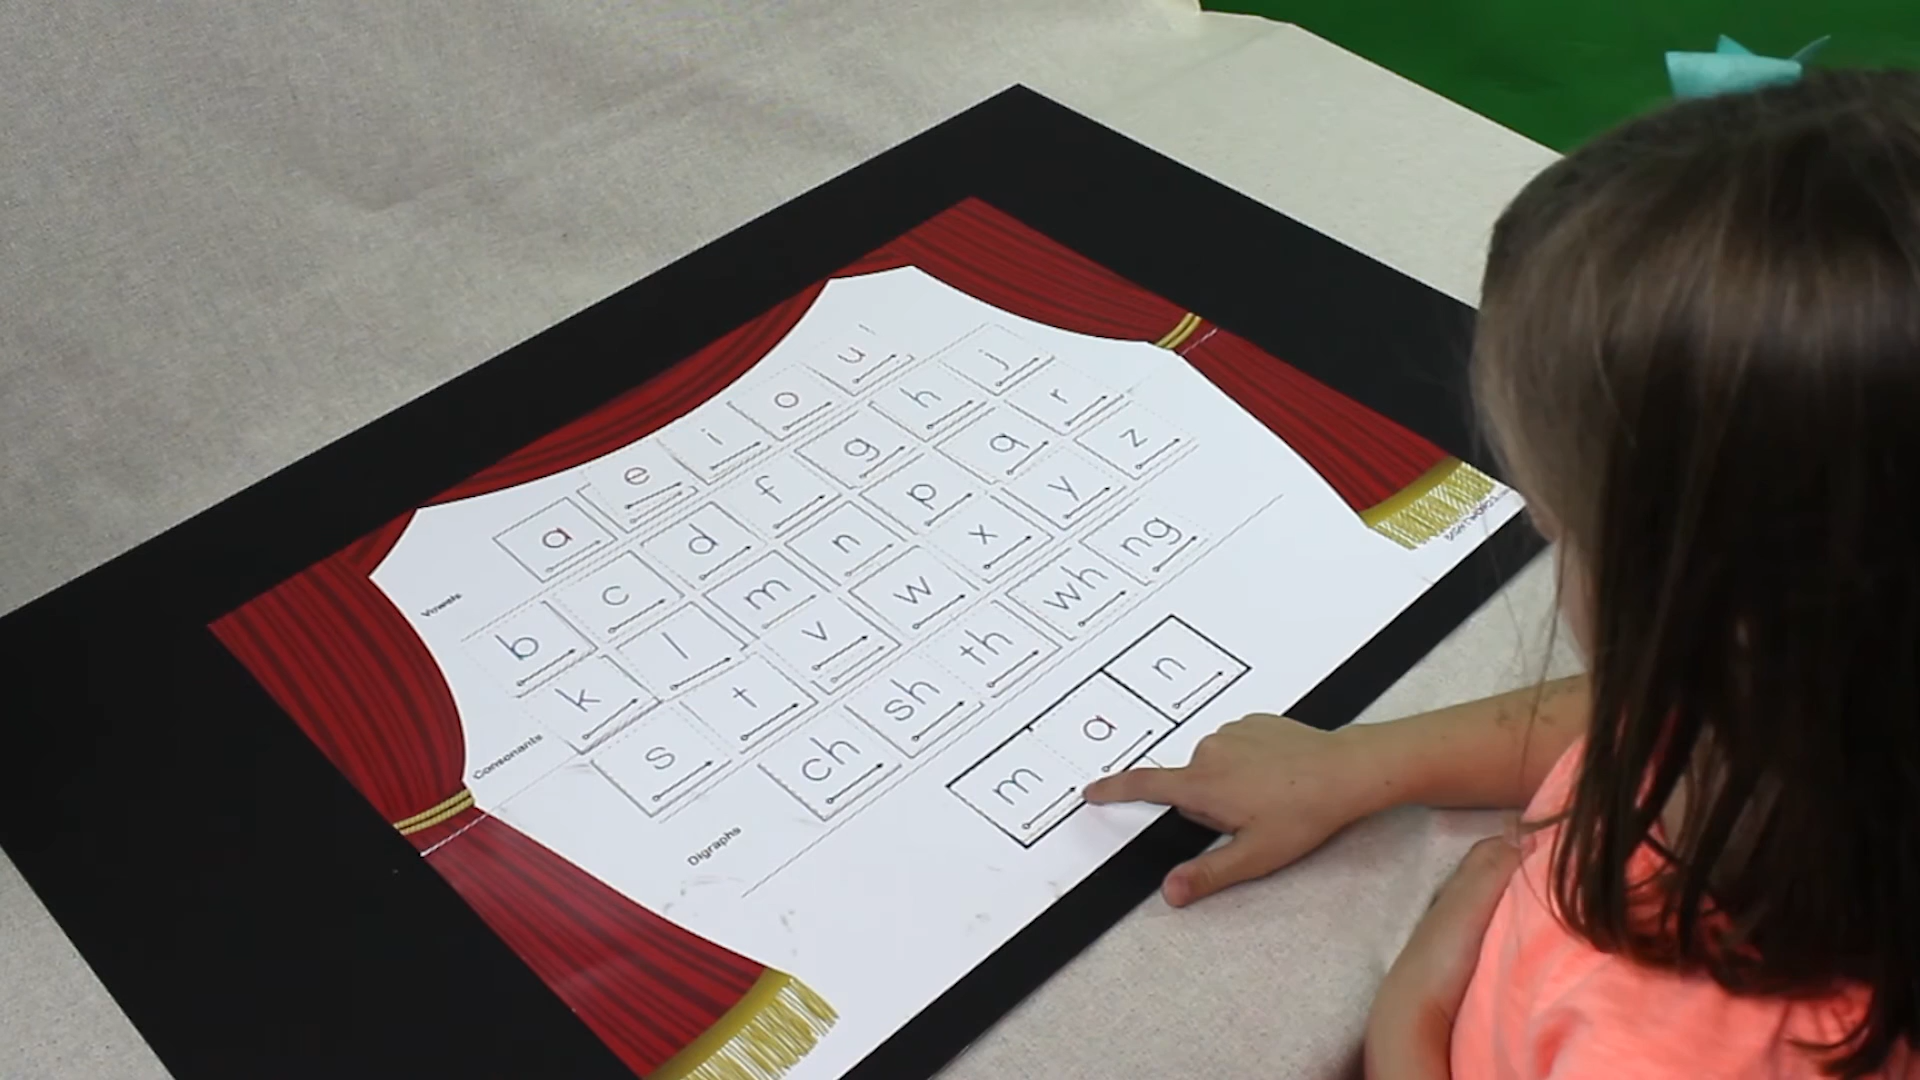 Vowels
a e i o u
Consonants
b c d f g h j
k l m n p q r
s t v w x y z
Digraphs
ch sh th wh ng
m a n